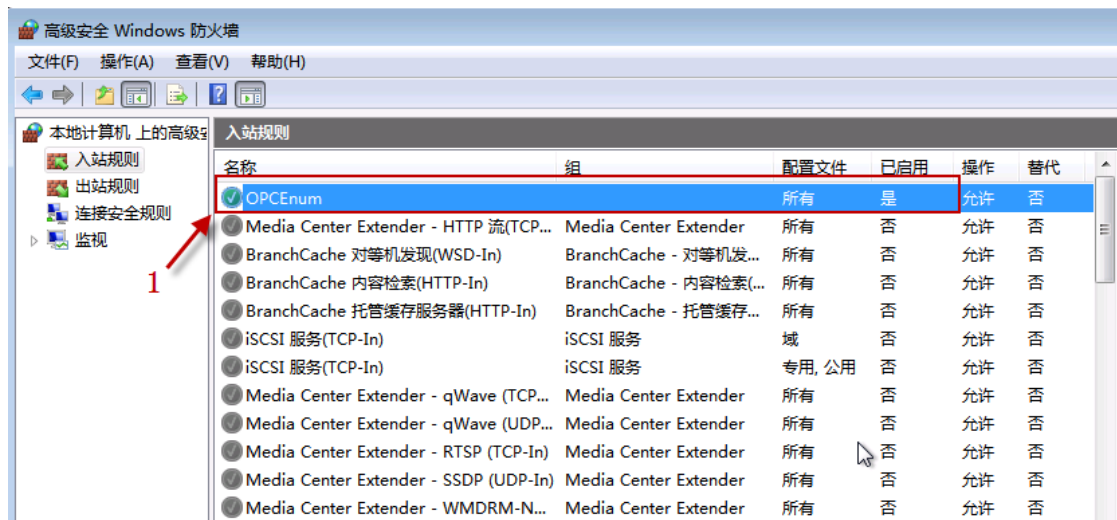 高级安全 Windows 防火墙
文件(F) 操作(A) 查看(V) 帮助(H)
本地计算机 上的高级安
入站规则
出站规则
连接安全规则
监视
1
入站规则
名称 组 配置文件 已启用 操作 替代
OPCEnum 所有 是 允许 否
Media Center Extender - HTTP 流(TCP... Media Center Extender 所有 否 允许 否
BranchCache 对等机发现(WSD-In) BranchCache - 对等机发... 所有 否 允许 否
BranchCache 内容检索(HTTP-In) BranchCache - 内容检索(... 所有 否 允许 否
BranchCache 托管缓存服务器(HTTP-In) BranchCache - 托管缓存... 所有 否 允许 否
iSCSI 服务(TCP-In) iSCSI 服务 域 否 允许 否
iSCSI 服务(TCP-In) iSCSI 服务 专用, 公用 否 允许 否
Media Center Extender - qWave (TCP... Media Center Extender 所有 否 允许 否
Media Center Extender - qWave (UDP... Media Center Extender 所有 否 允许 否
Media Center Extender - RTSP (TCP-In) Media Center Extender 所有 否 允许 否
Media Center Extender - SSDP (UDP-In) Media Center Extender 所有 否 允许 否
Media Center Extender - WMDRM-N... Media Center Extender 所有 否 允许 否